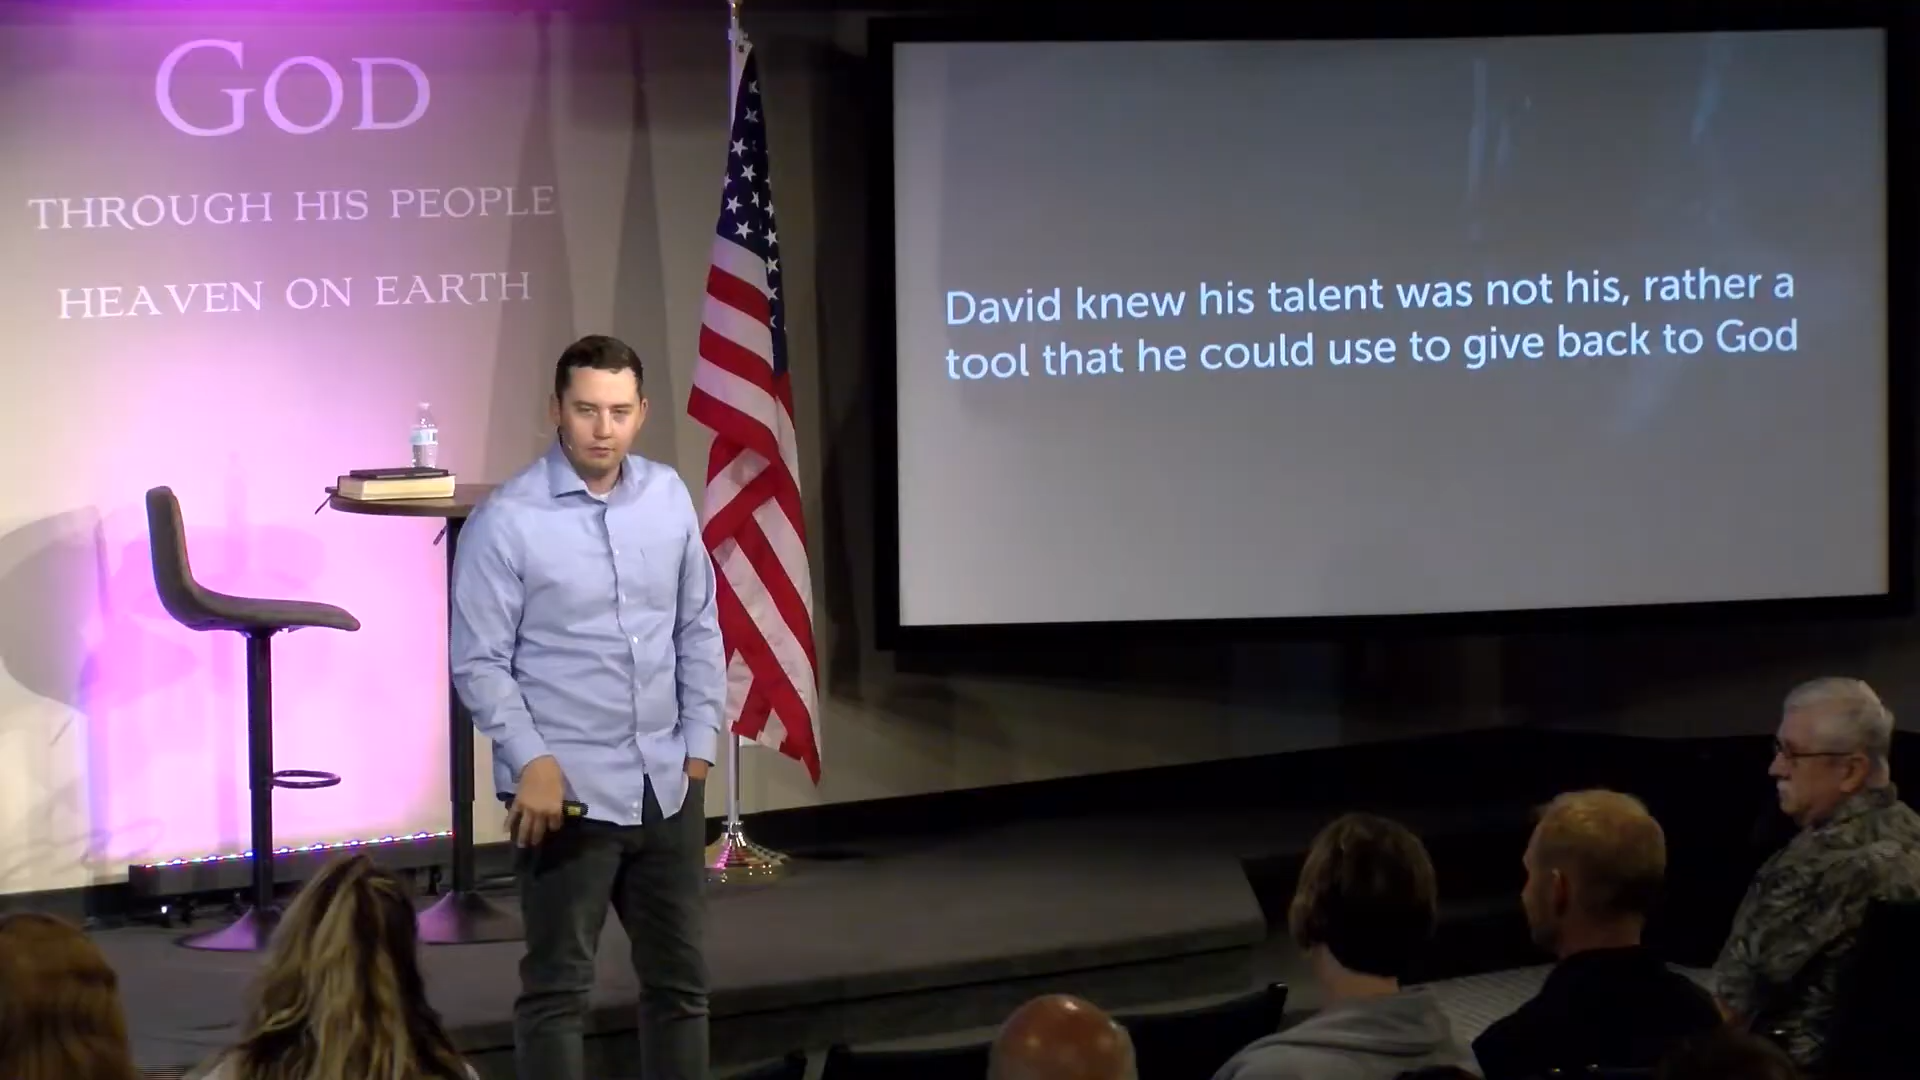 GOD
THROUGH HIS PEOPLE
HEAVEN ON EARTH
David knew his talent was not his, rather a
tool that he could use to give back to God